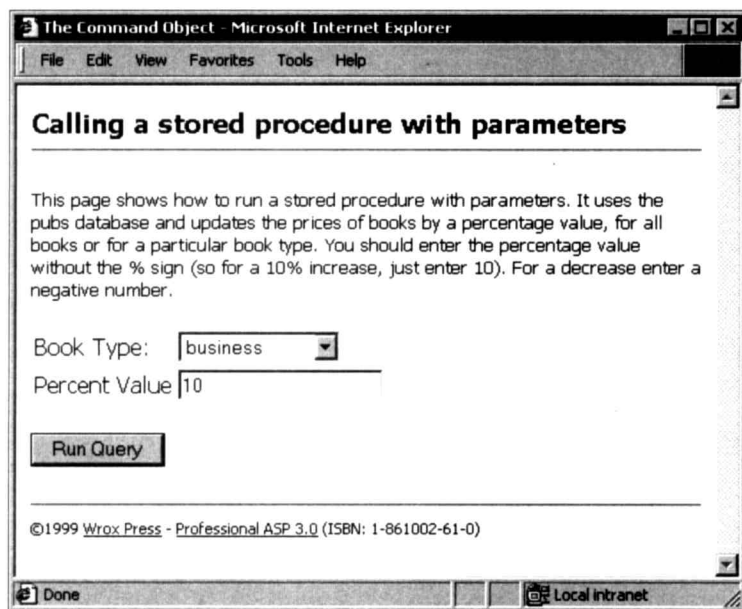 The Command Object - Microsoft Internet Explorer
File Edit View Favorites Tools Help
Calling a stored procedure with parameters
This page shows how to run a stored procedure with parameters. It uses the
pubs database and updates the prices of books by a percentage value, for all
books or for a particular book type. You should enter the percentage value
without the % sign (so for a 10% increase, just enter 10). For a decrease enter a
negative number.
Book Type: business
Percent Value 10
Run Query
©1999 Wrox Press - Professional ASP 3.0 (ISBN: 1-861002-61-0)
Done Local intranet